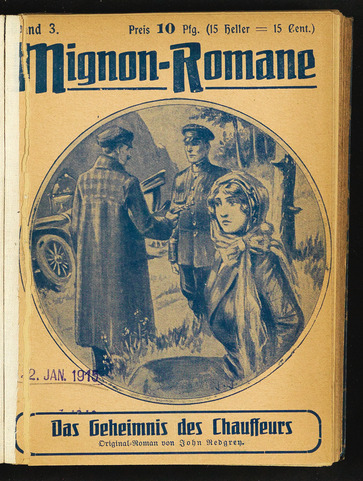 and 3.
Preis 10 Pfg. (15 Heller = 15 Cent.)
Mignon-Romane
2. JAN. 1915
Das Geheimnis des Chauffeurs
Original-Roman von John Redgrey.